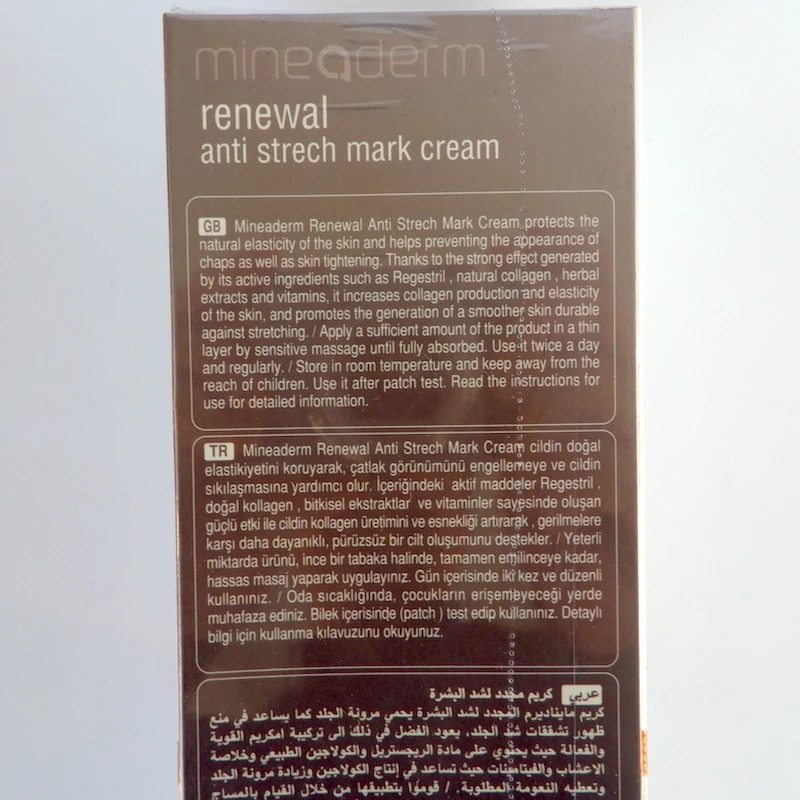 mineaderm
renewal
anti strech mark cream
GB Mineaderm Renewal Anti Strech Mark Cream protects the
natural elasticity of the skin and helps preventing the appearance of
chaps as well as skin tightening. Thanks to the strong effect generated
by its active ingredients such as Regestril , natural collagen , herbal
extracts and vitamins, it increases collagen production and elasticity
of the skin, and promotes the generation of a smoother skin durable
against stretching. / Apply a sufficient amount of the product in a thin
layer by sensitive massage until fully absorbed. Use it twice a day
and regularly. / Store in room temperature and keep away from the
reach of children. Use it after patch test. Read the instructions for
use for detailed information.
TR Mineaderm Renewal Anti Strech Mark Cream cildin doğal
elastikiyetini koruyarak, çatlak görünümünü engellemeye ve cildin
sıkılaşmasına yardımcı olur. İçeriğindeki aktif maddeler Regestril ,
doğal kollagen , bitkisel ekstraktlar ve vitaminler sayesinde oluşan
güçlü etki ile cildin kollagen üretimini ve esnekliği artırarak , gerilmelere
karşı daha dayanıklı, pürüzsüz bir cilt oluşumunu destekler. / Yeterli
miktarda ürünü, ince bir tabaka halinde, tamamen emilinceye kadar,
hassas masaj yaparak uygulayınız. Gün içerisinde iki kez ve düzenli
kullanınız. / Oda sıcaklığında, çocukların erişemeyeceği yerde
muhafaza ediniz. Bilek içerisinde (patch ) test edip kullanınız. Detaylı
bilgi için kullanma kılavuzunu okuyunuz.
عربي كريم مجدد لشد البشرة
كريم مايناديرم المجدد لشد البشرة يحمي مرونة الجلد كما يساعد في منع
ظهور تشققات شد الجلد. يعود الفضل في ذلك الى تركيبة امكريم القوية
والفعالة حيث يحتوي على مادة الريجستريل والكولاجين الطبيعي وخلاصة
الاعشاب والفيتامينات حيث تساعد في إنتاج الكولاجين وزيادة مرونة الجلد
وتعطيه النعومة المطلوبة. / قوموا بتطبيقها من خلال القيام بالمساج